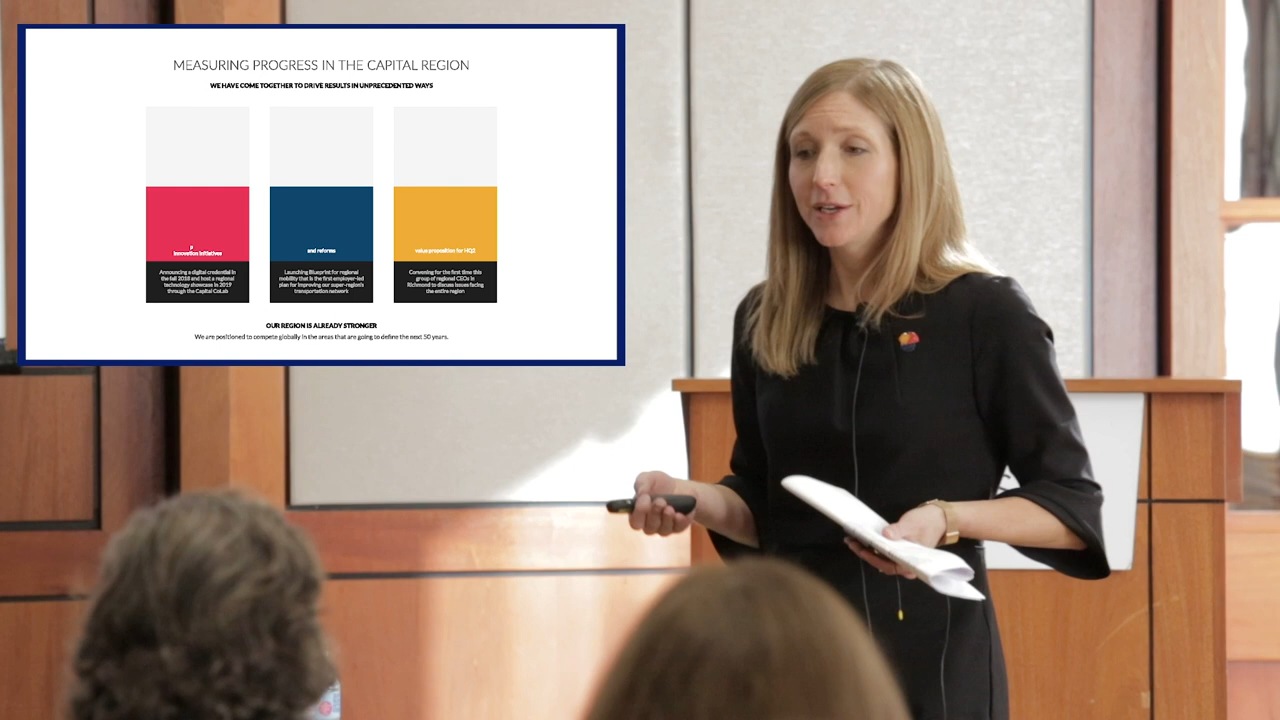 MEASURING PROGRESS IN THE CAPITAL REGION
WE HAVE COME TOGETHER TO DRIVE RESULTS IN UNPRECEDENTED WAYS
P
innovation initiatives
Announcing a digital credential in
the fall 2018 and host a regional
technology showcase in 2019
through the Capital CoLab
and reforms
Launching Blueprint for regional
mobility that is the first employer-led
plan for improving our super-region's
transportation network
value proposition for HQ2
Convening for the first time this
group of regional CEOs in
Richmond to discuss issues facing
the entire region
OUR REGION IS ALREADY STRONGER
We are positioned to compete globally in the areas that are going to define the next 50 years.